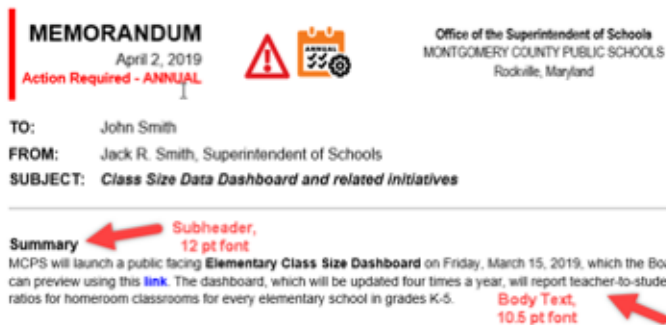 MEMORANDUM
April 2, 2019
Action Required - ANNUAL
ANNUAL
Office of the Superintendent of Schools
MONTGOMERY COUNTY PUBLIC SCHOOLS
Rockville, Maryland
TO: John Smith
FROM: Jack R. Smith, Superintendent of Schools
SUBJECT: Class Size Data Dashboard and related initiatives
Subheader,
12 pt font
Summary
MCPS will launch a public facing Elementary Class Size Dashboard on Friday, March 15, 2019, which the Boa
can preview using this link. The dashboard, which will be updated four times a year, will report teacher-to-stude
ratios for homeroom classrooms for every elementary school in grades K-5.
Body Text,
10.5 pt font